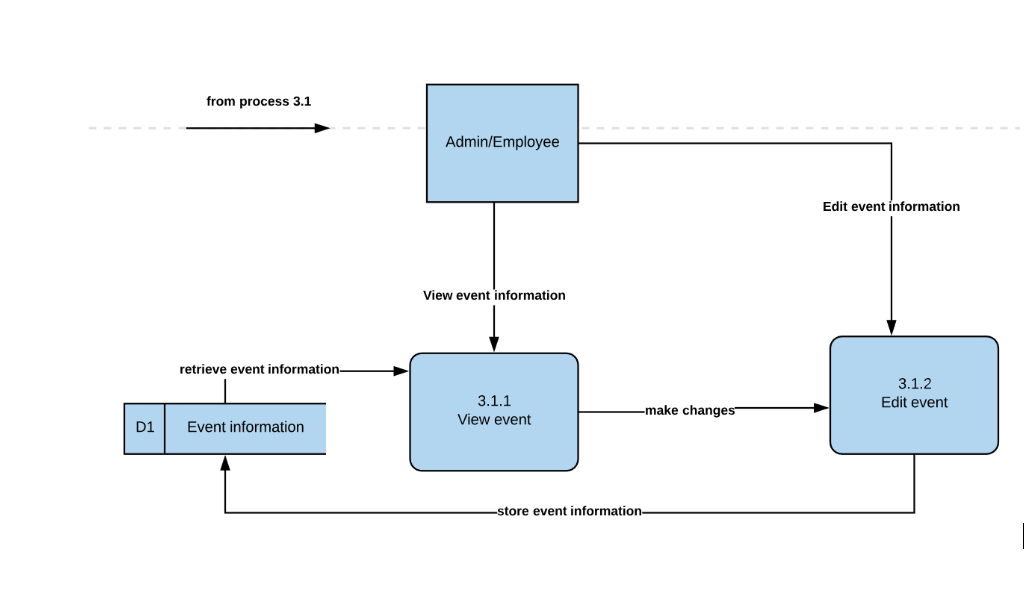 from process 3.1
Admin/Employee
Edit event information
View event information
retrieve event information
3.1.1
View event
make changes
3.1.2
Edit event
D1
Event information
store event information